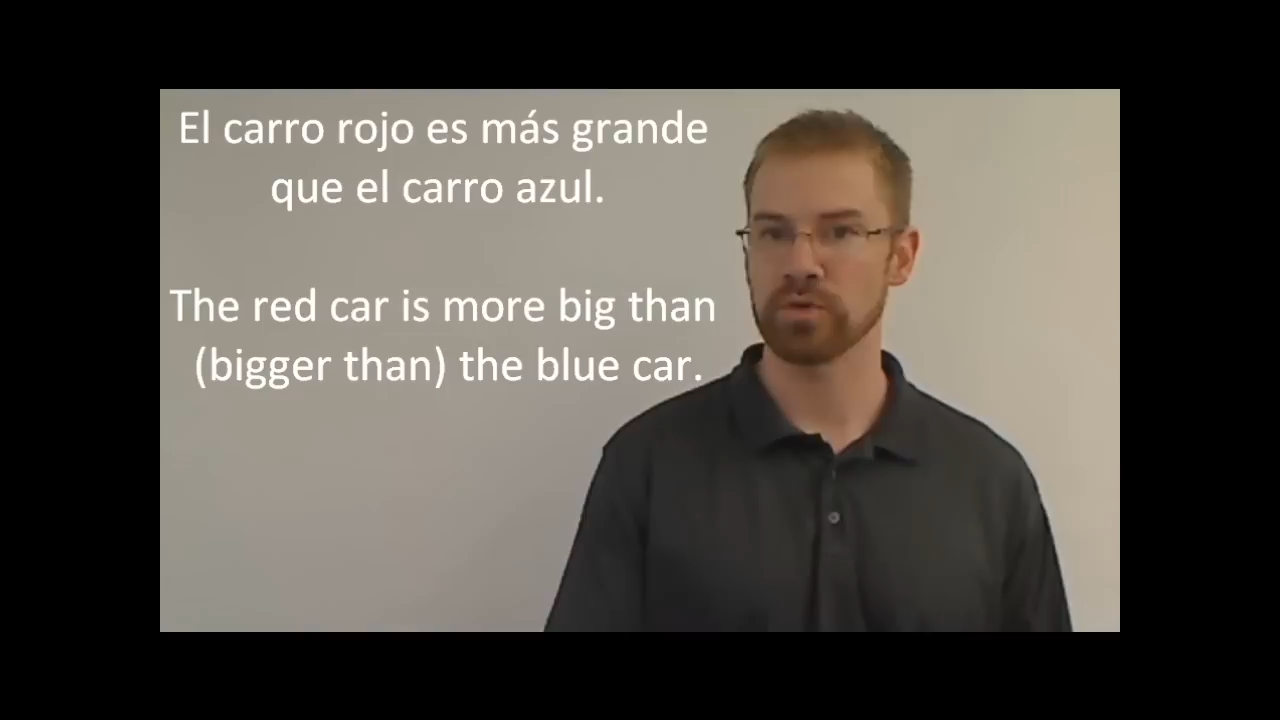 El carro rojo es más grande
que el carro azul.
The red car is more big than
(bigger than) the blue car.